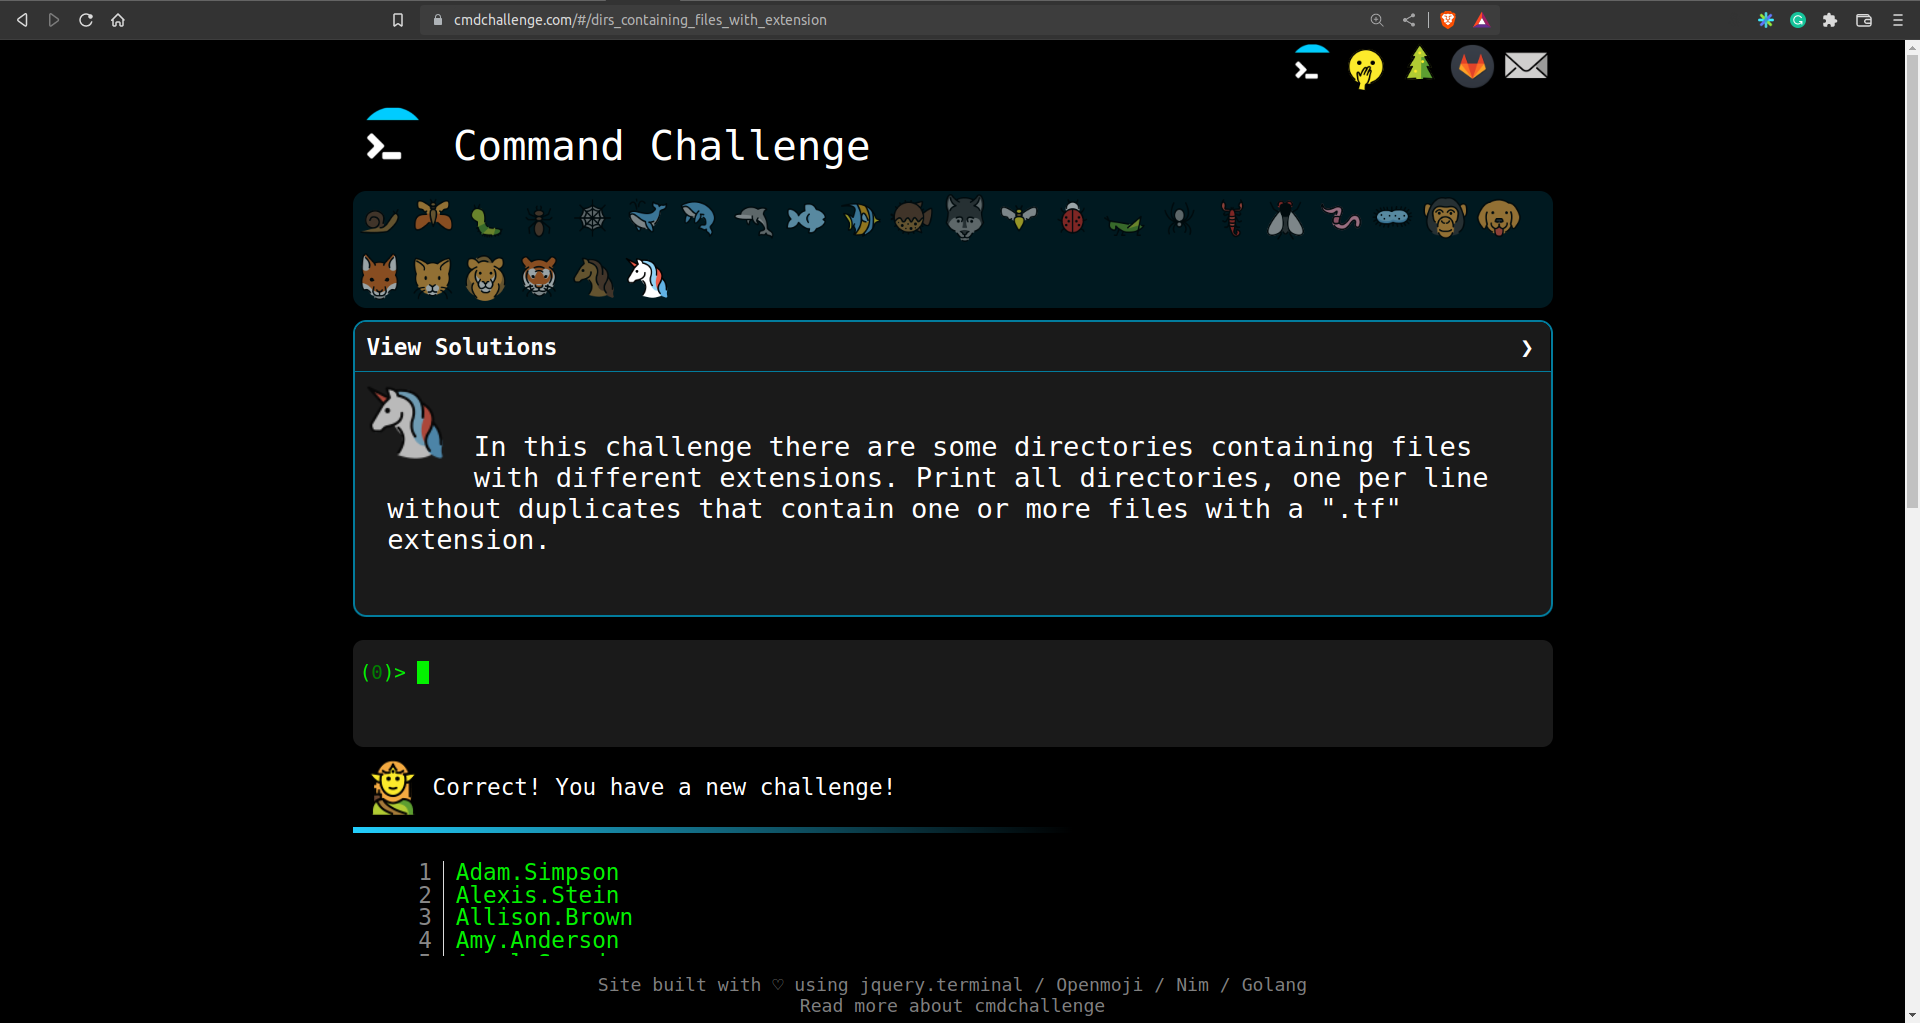 cmdchallenge.com/#/dirs_containing_files_with_extension
Command Challenge
View Solutions
In this challenge there are some directories containing files
with different extensions. Print all directories, one per line
without duplicates that contain one or more files with a ".tf"
extension.
(0)>
Correct! You have a new challenge!
1 Adam.Simpson
2 Alexis.Stein
3 Allison.Brown
4 Amy.Anderson
Site built with ♡ using jquery.terminal / Openmoji / Nim / Golang
Read more about cmdchallenge